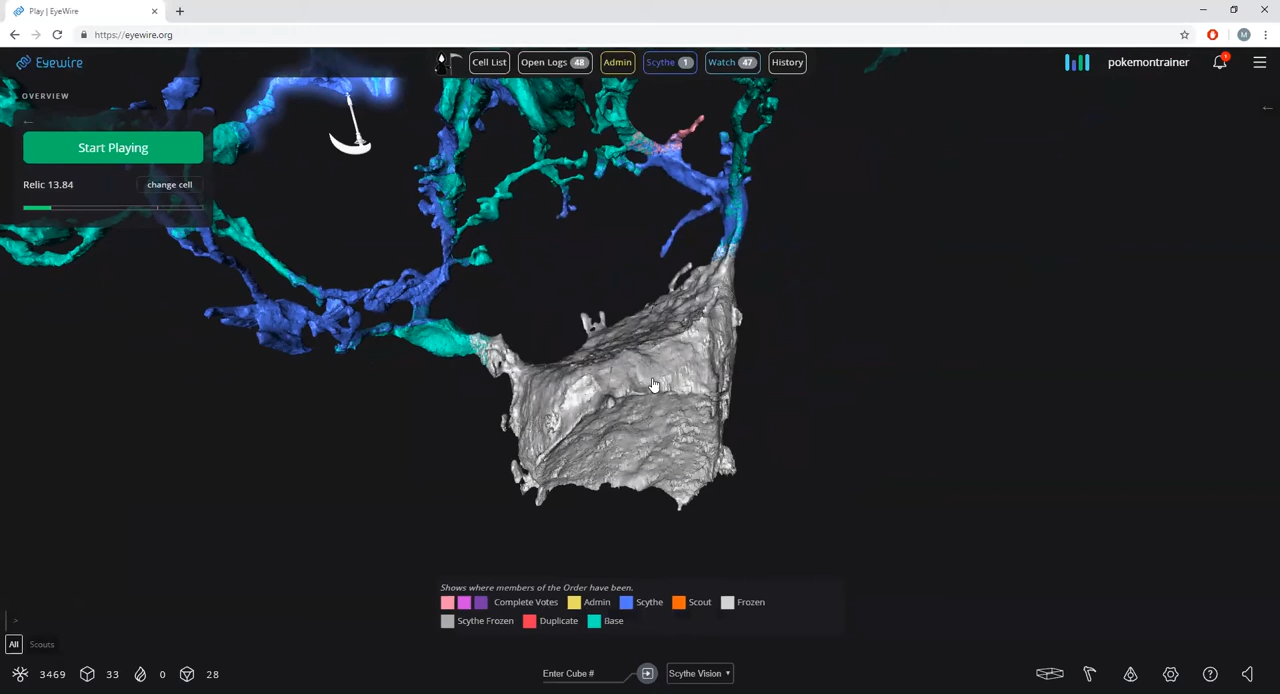 Play | EyeWire
https://eyewire.org
M
Eyewire
Cell List
Open Logs 48
Admin
Scythe 1
Watch 47
History
pokemontrainer
1
OVERVIEW
Start Playing
Relic 13.84
change cell
Shows where members of the Order have been.
Complete Votes
Admin
Scythe
Scout
Frozen
Scythe Frozen
Duplicate
Base
>
All
Scouts
3469
33
0
28
Enter Cube #
Scythe Vision